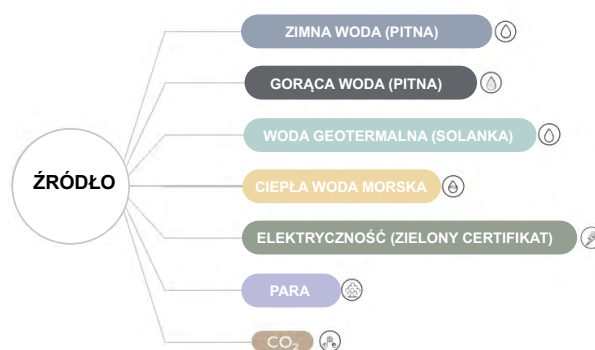 ZIMNA WODA (PITNA)
GORĄCA WODA (PITNA)
WODA GEOTERMALNA (SOLANKA)
ŹRÓDŁO
CIEPŁA WODA MORSKA
ELEKTRYCZNOŚĆ (ZIELONY CERTIFIKAT)
PARA
CO₂